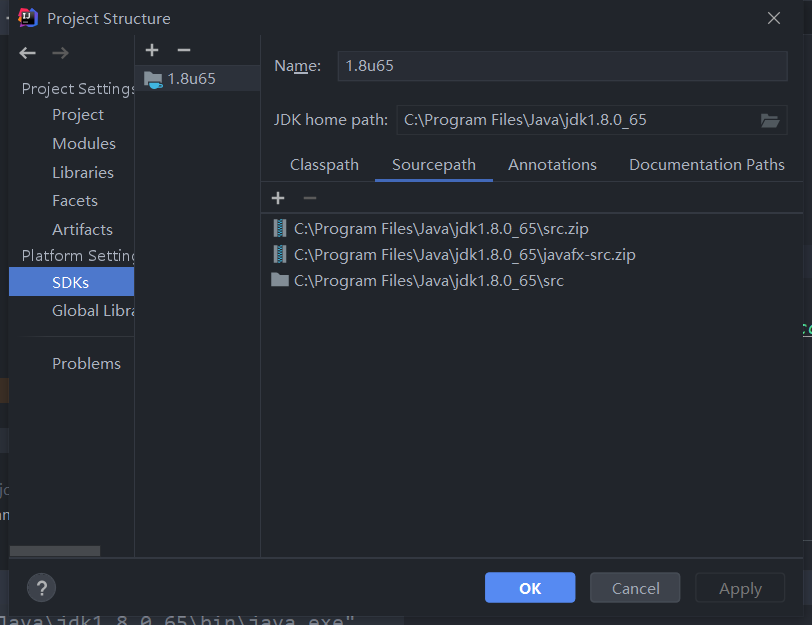 Project Structure
Project Settings
Project
Modules
Libraries
Facets
Artifacts
Platform Settin
SDKs
Global Libra
Problems
1.8u65
Name: 1.8u65
JDK home path: C:\Program Files\Java\jdk1.8.0_65
Classpath Sourcepath Annotations Documentation Paths
C:\Program Files\Java\jdk1.8.0_65\src.zip
C:\Program Files\Java\jdk1.8.0_65\javafx-src.zip
C:\Program Files\Java\jdk1.8.0_65\src
? OK Cancel Apply
Java\jdk1.8.0_65\bin\java.exe"